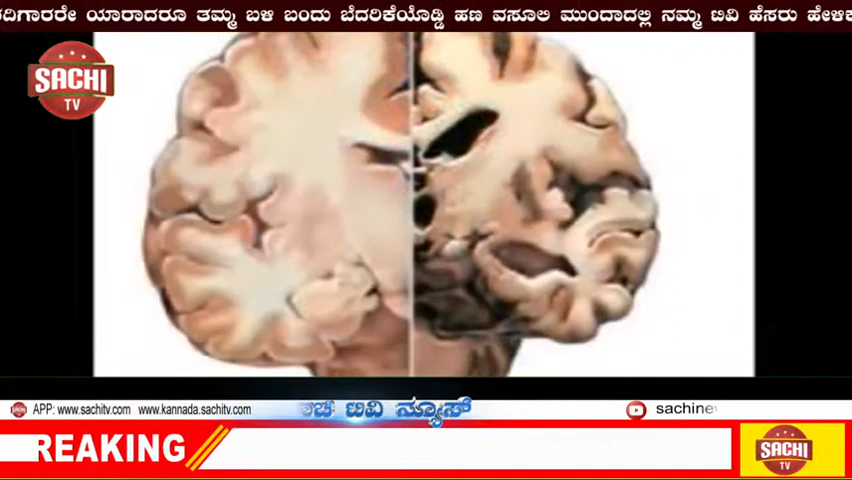 ದಿಗಾರರೇ ಯಾರಾದರೂ ತಮ್ಮ ಬಳಿ ಬಂದು ಬೆದರಿಕೆಯೊಡ್ಡಿ ಹಣ ವಸೂಲಿ ಮುಂದಾದಲ್ಲಿ ನಮ್ಮ ಟಿವಿ ಹೆಸರು ಹೇಳಿಕ
SACHI
TV
APP: www.sachitv.com www.kannada.sachitv.com
ಟಿವಿ ನ್ಯೂಸ್
sachine
REAKING
SACHI
TV